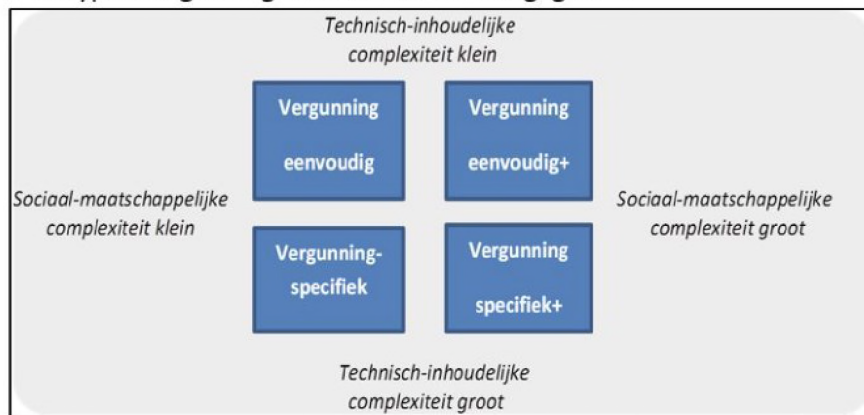 Technisch-inhoudelijke
complexiteit klein
Vergunning
eenvoudig
Vergunning
eenvoudig+
Sociaal-maatschappelijke
complexiteit klein
Sociaal-maatschappelijke
complexiteit groot
Vergunning-
specifiek
Vergunning
specifiek+
Technisch-inhoudelijke
complexiteit groot